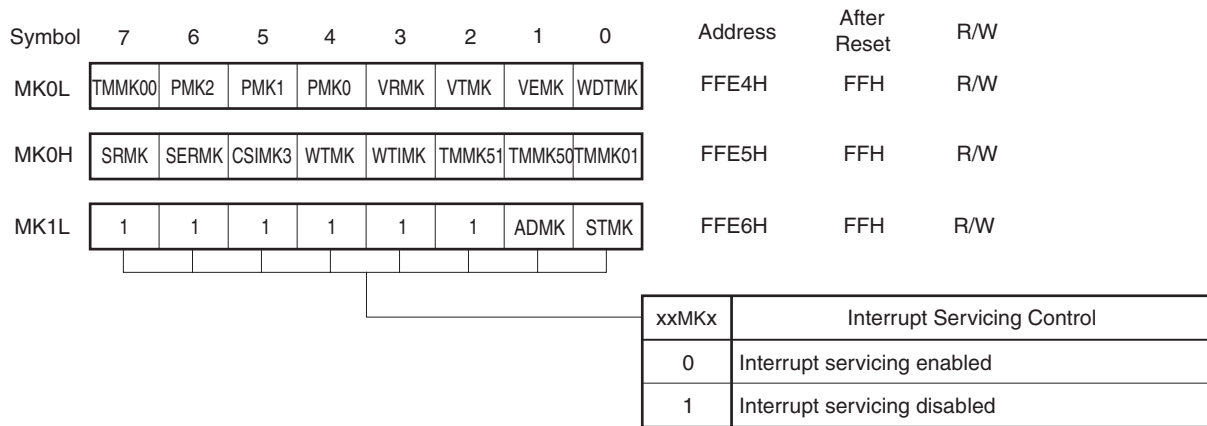 Symbol 7 6 5 4 3 2 1 0 Address After Reset R/W
MK0L TMMK00 PMK2 PMK1 PMK0 VRMK VTMK VEMK WDTMK FFE4H FFH R/W
MK0H SRMK SERMK CSIMK3 WTMK WTIMK TMMK51 TMMK50 TMMK01 FFE5H FFH R/W
MK1L 1 1 1 1 1 1 ADMK STMK FFE6H FFH R/W
xxMKx Interrupt Servicing Control
0 Interrupt servicing enabled
1 Interrupt servicing disabled